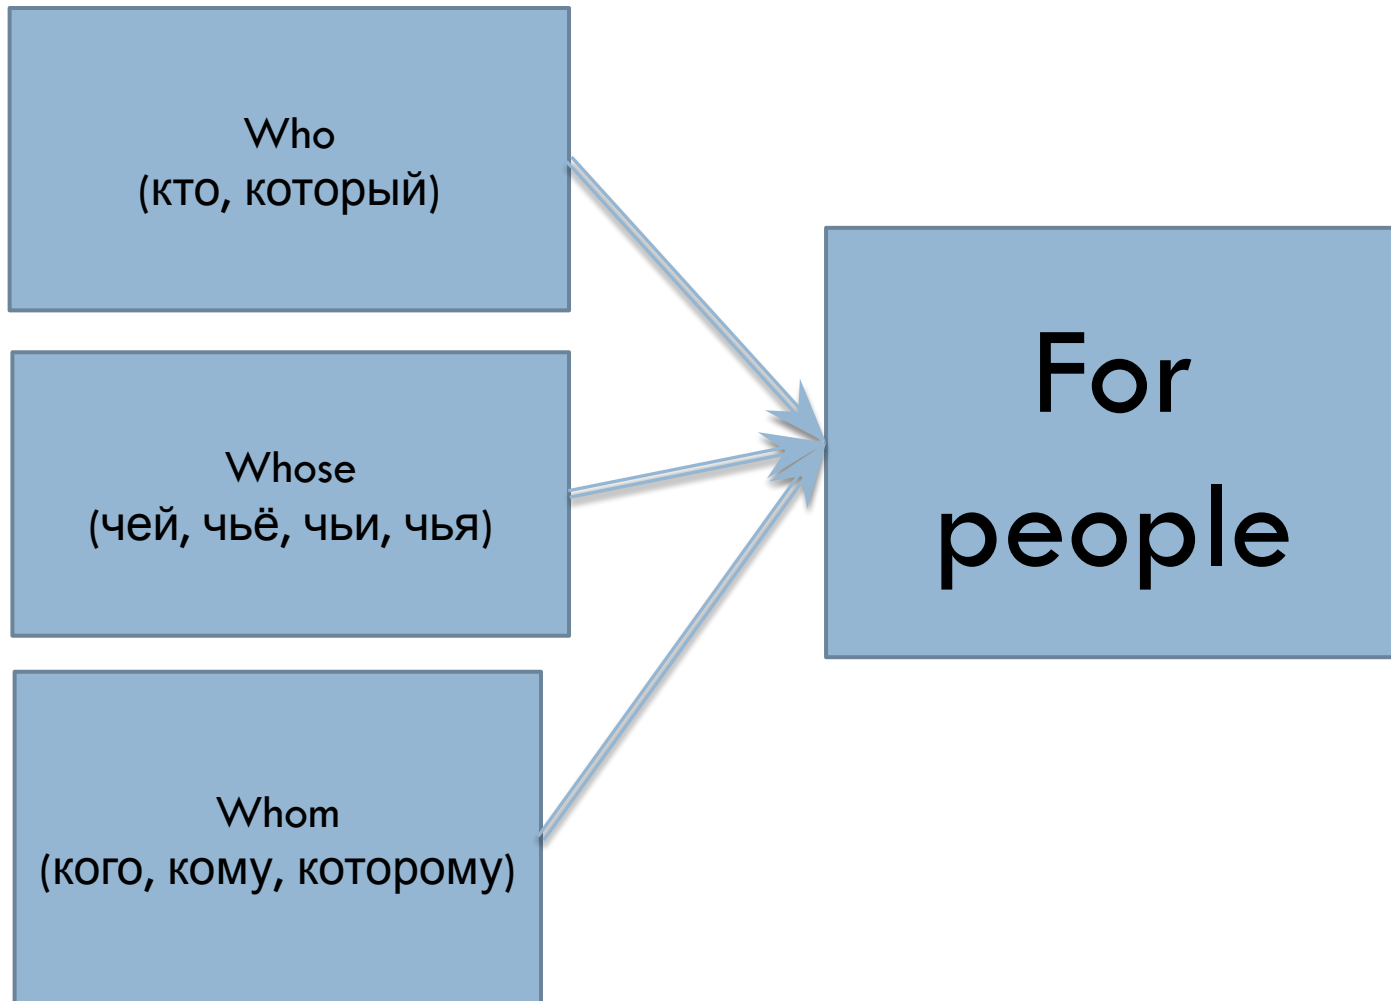 Who
(кто, который)
Whose
(чей, чьё, чьи, чья)
Whom
(кого, кому, которому)
For
people